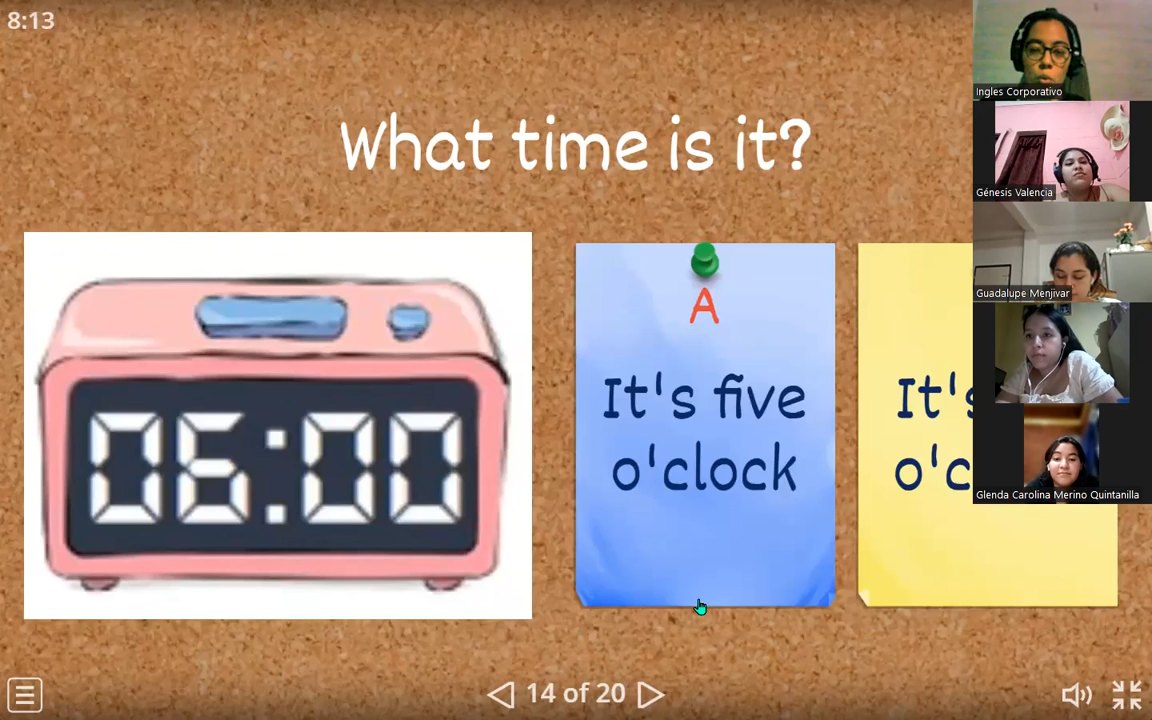 8:13
What time is it?
06:00
A
It's five
o'clock
Ingles Corporativo
Génesis Valencia
Guadalupe Menjivar
Glenda Carolina Merino Quintanilla
14 of 20